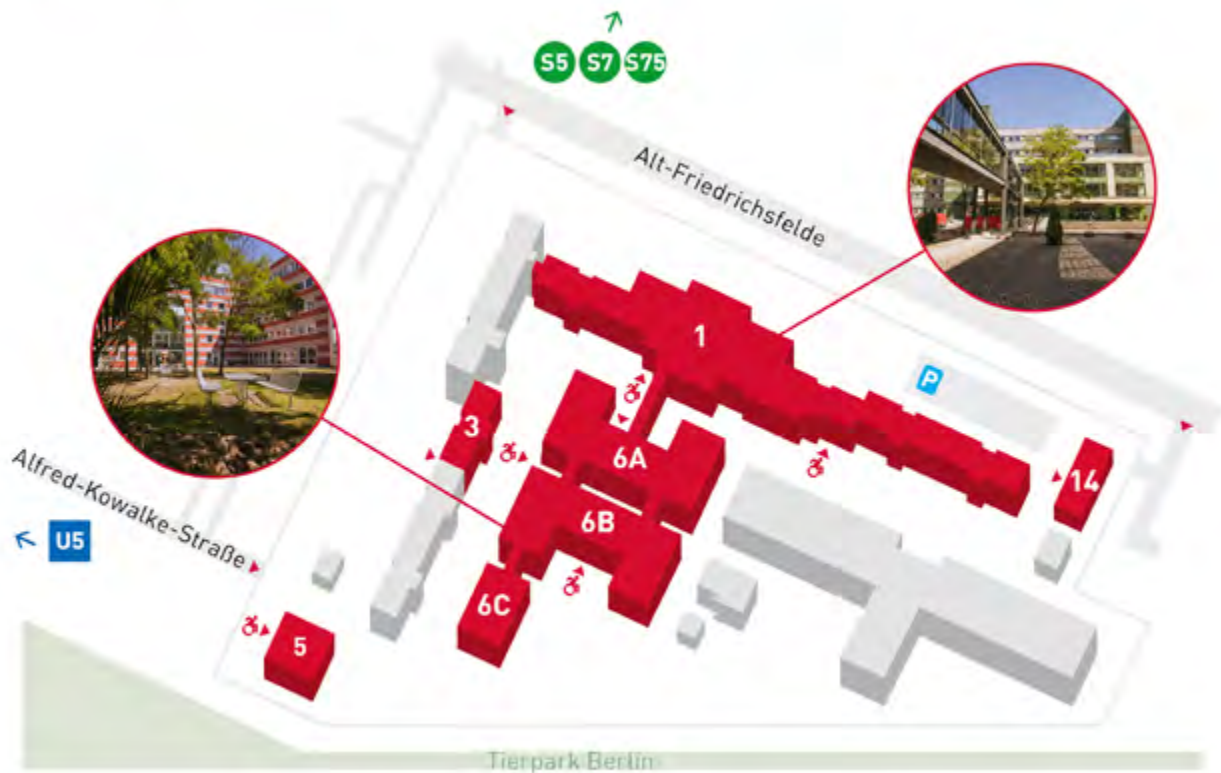 S5 S7 S75
Alt-Friedrichsfelde
1
P
3
6A
14
Alfred-Kowalke-Straße
6B
U5
6C
5
Tierpark Berlin